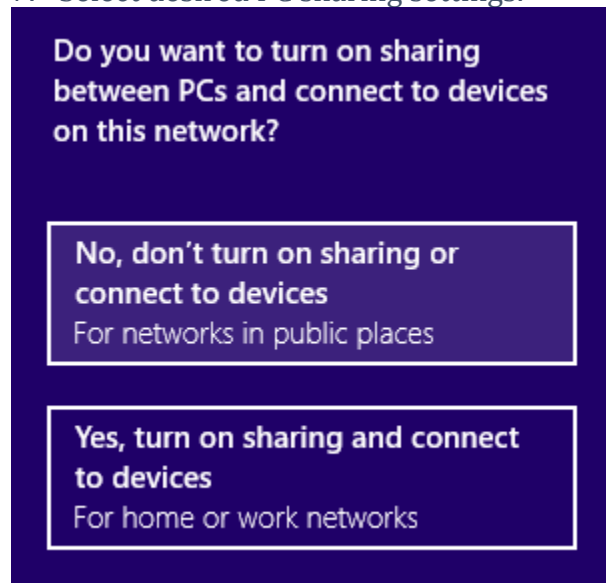 Do you want to turn on sharing
between PCs and connect to devices
on this network?
No, don't turn on sharing or
connect to devices
For networks in public places
Yes, turn on sharing and connect
to devices
For home or work networks